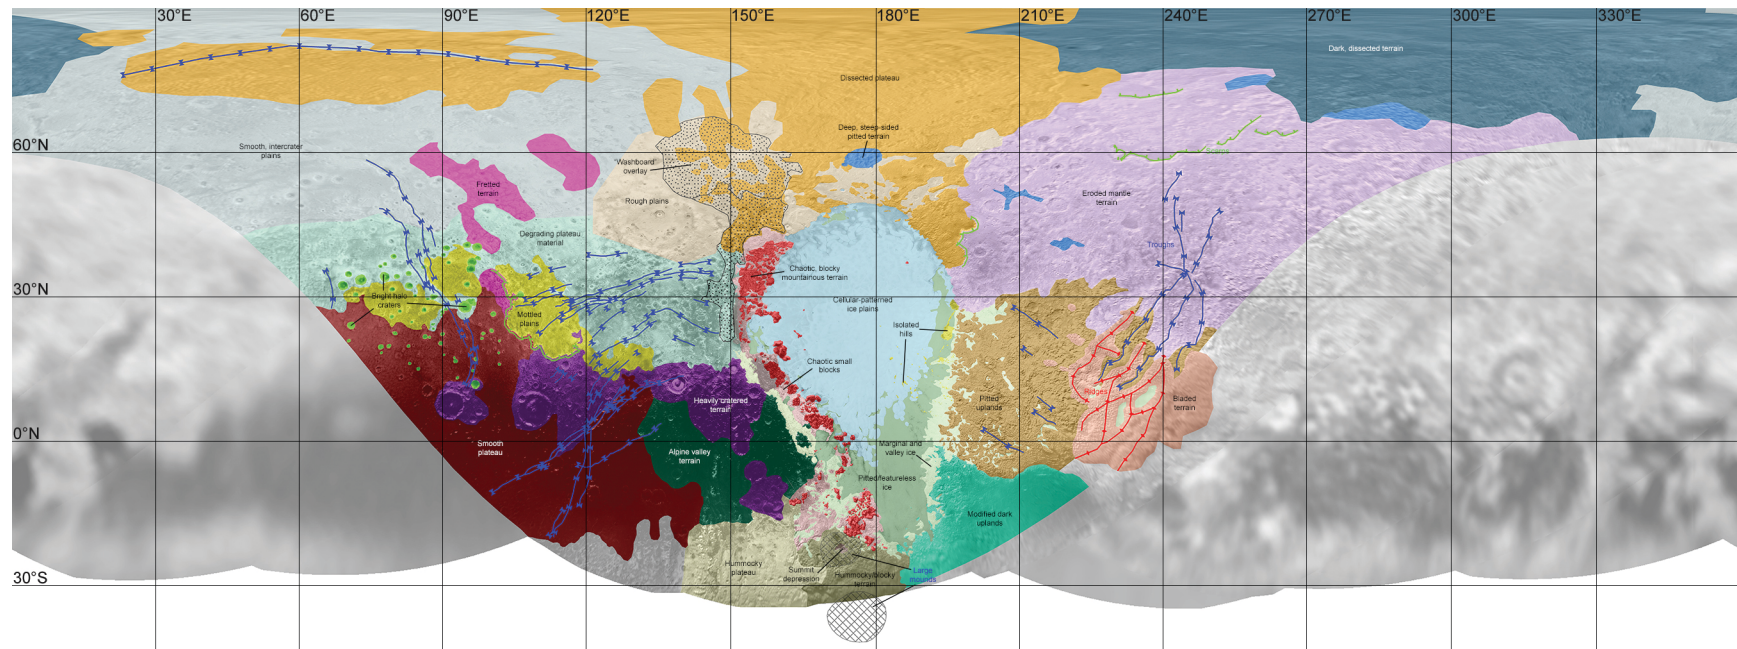 30°E 60°E 90°E 120°E 150°E 180°E 210°E 240°E 270°E 300°E 330°E
Dark, dissected terrain
Dissected plateau
Deep, steep-sided
pitted terrain
60°N
Smooth, intercrater
plains
'Washboard'
overlay
Fretted
terrain
Rough plains
Eroded mantle
terrain
Degrading plateau
material
Troughs
Chaotic, blocky
mountainous terrain
30°N
Bright halo
craters
Cellular-patterned
ice plains
Mottled
plains
Isolated
hills
Chaotic small
blocks
Ridges
Heavily cratered
terrain
Pitted
uplands
Bladed
terrain
0°N
Smooth
plateau
Marginal and
valley ice
Alpine valley
terrain
Pitted/featureless
ice
Modified dark
uplands
30°S
Hummocky
plateau
Summit
depression
Hummocky/blocky
terrain
Large
mounds